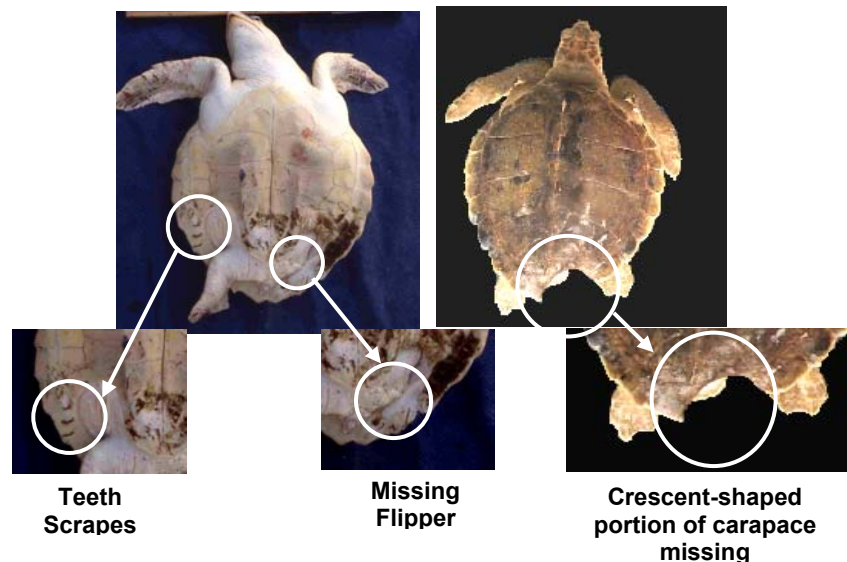 Teeth
Scrapes
Missing
Flipper
Crescent-shaped
portion of carapace
missing